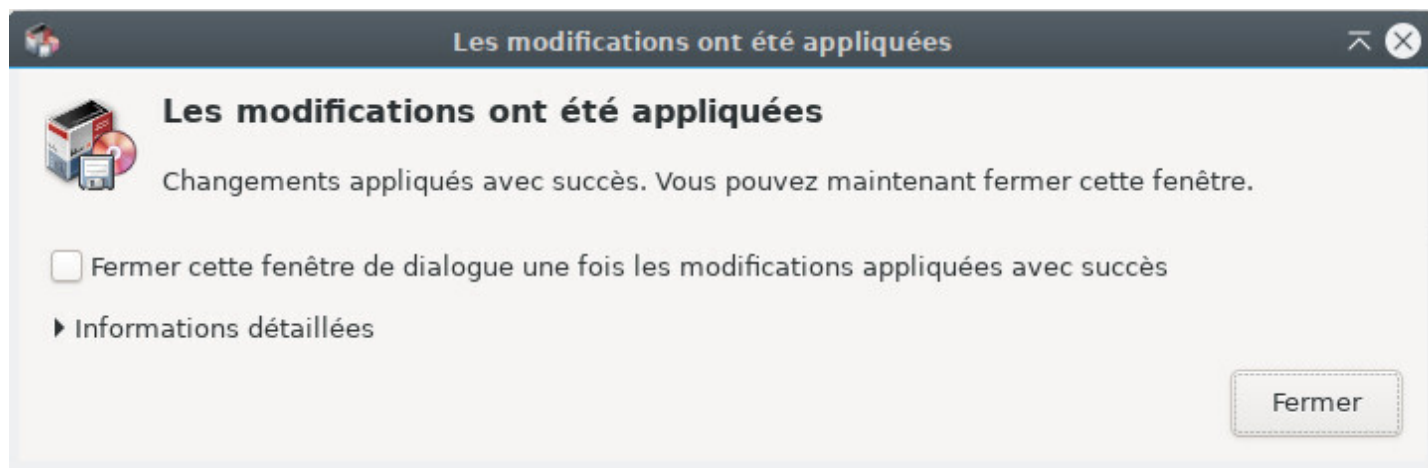 Les modifications ont été appliquées
Les modifications ont été appliquées
Changements appliqués avec succès. Vous pouvez maintenant fermer cette fenêtre.
Fermer cette fenêtre de dialogue une fois les modifications appliquées avec succès
Informations détaillées
Fermer